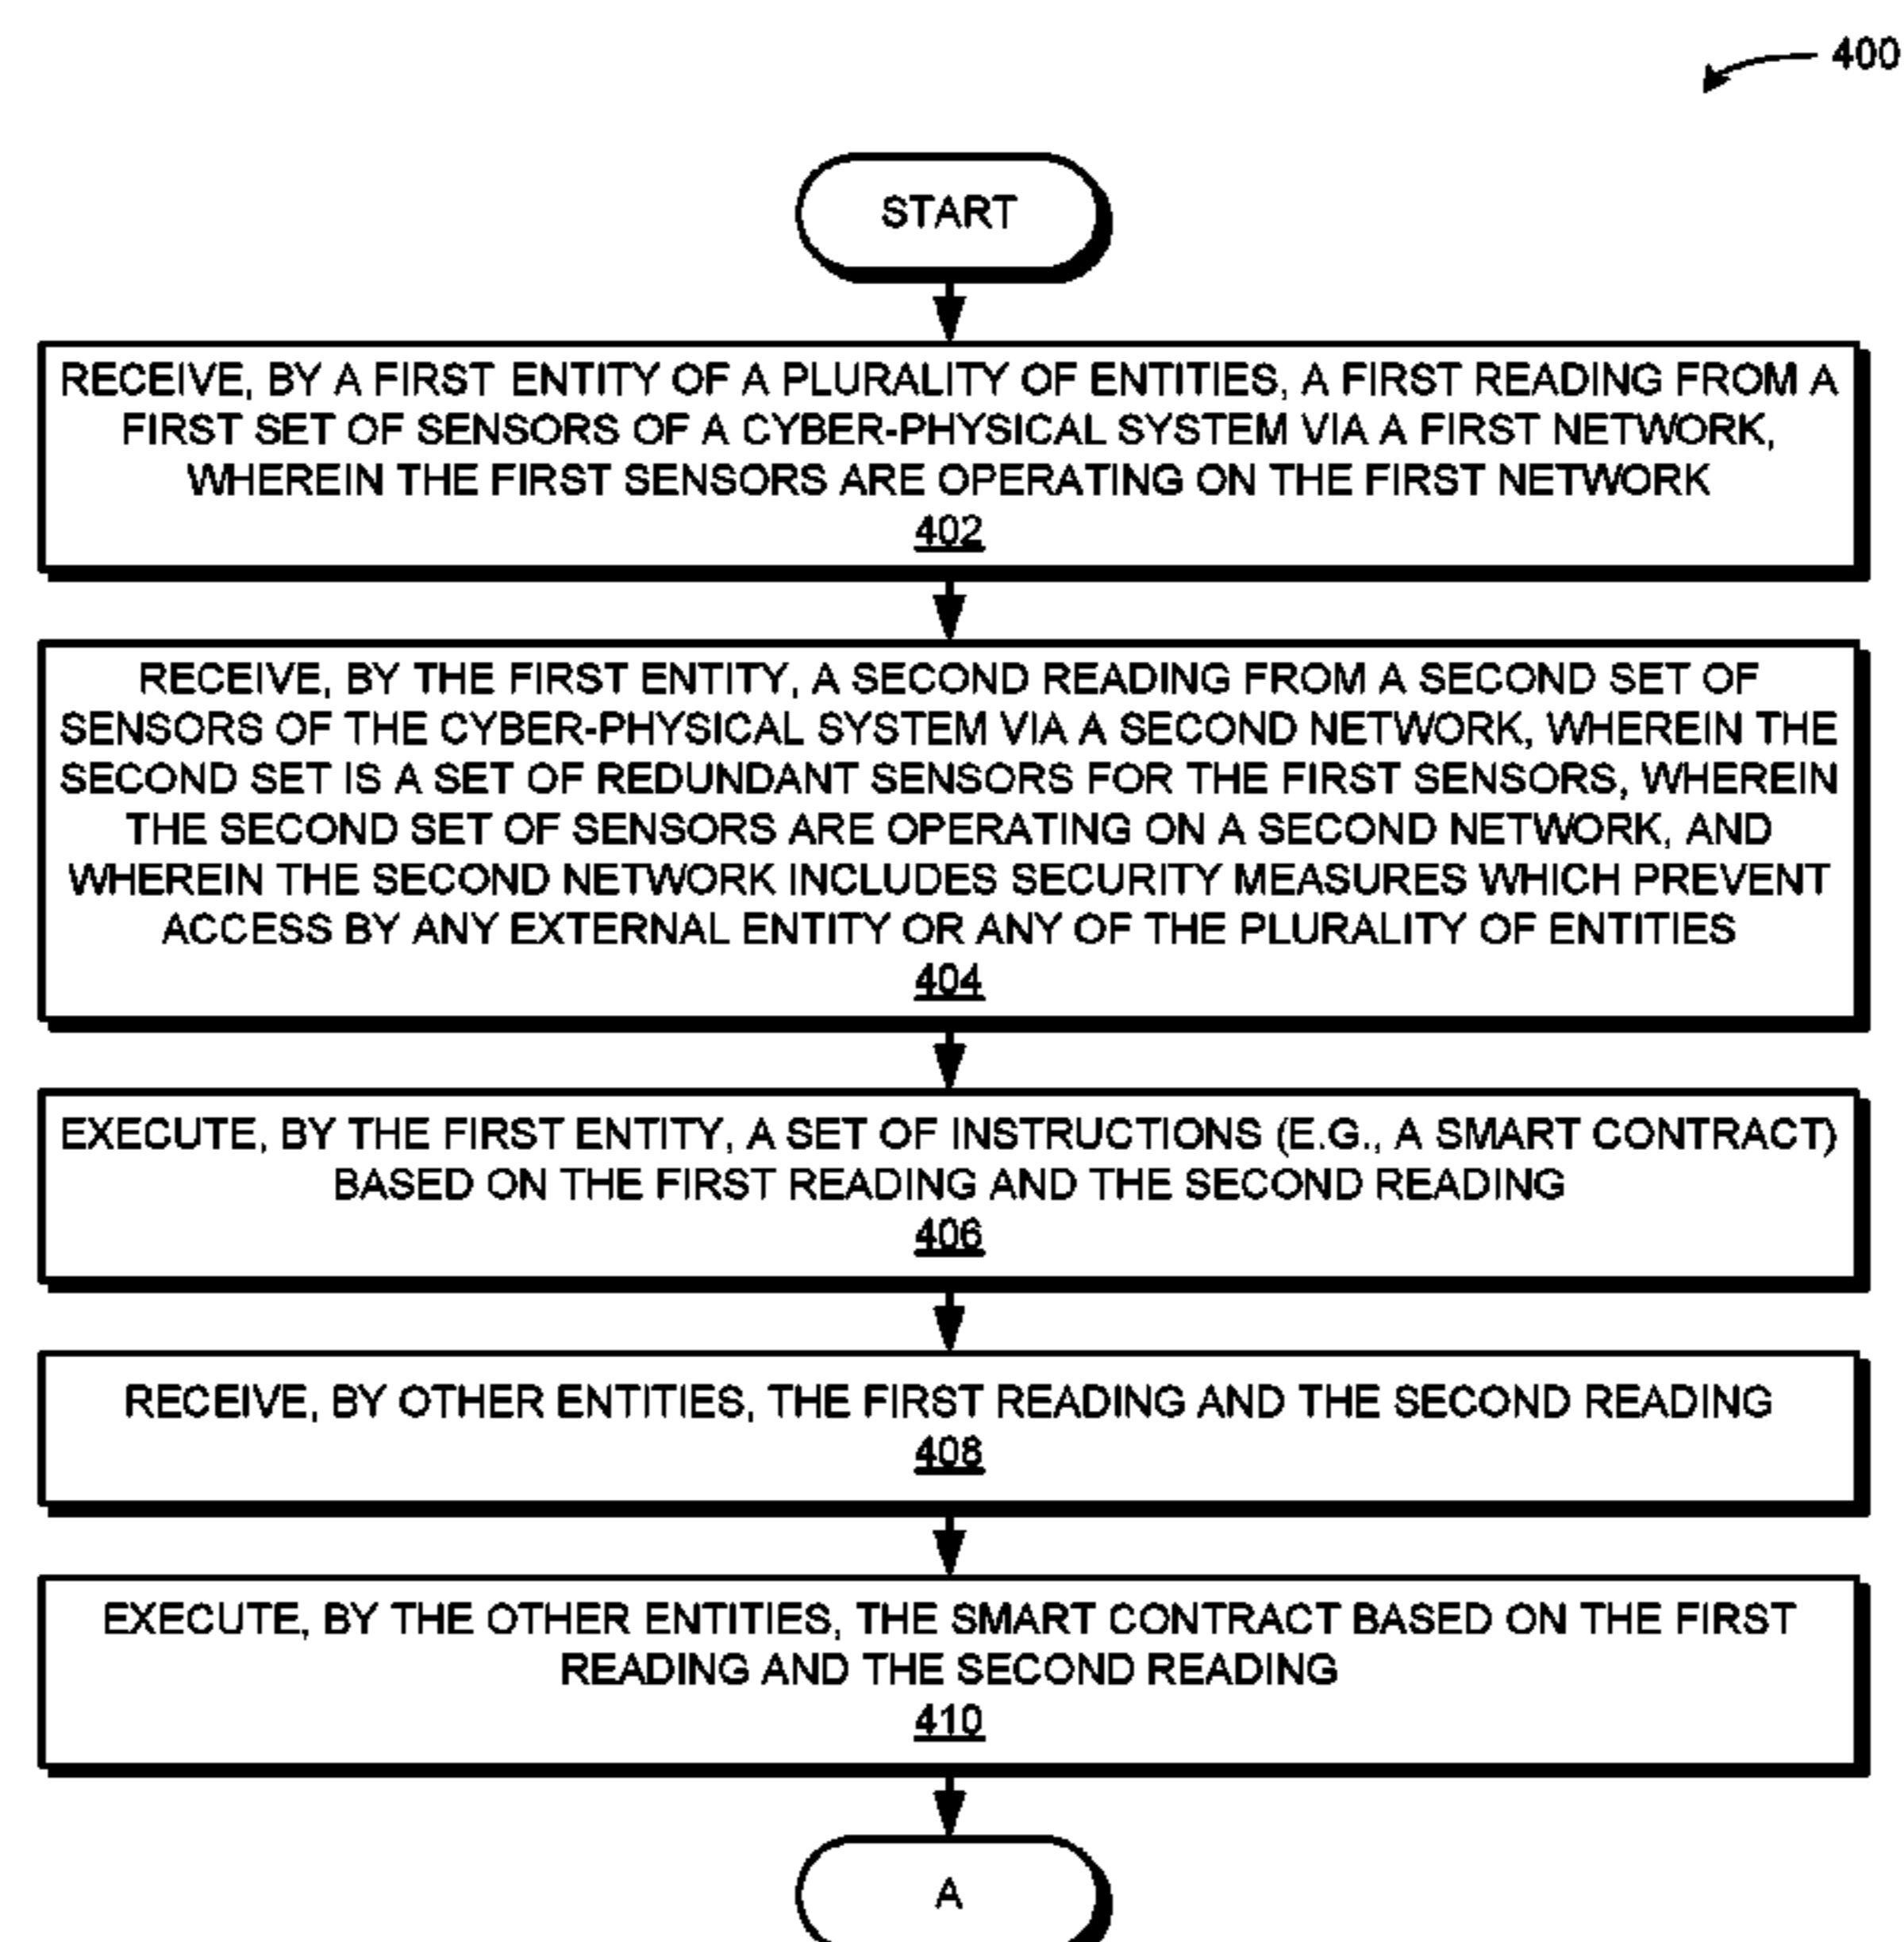 400
START
RECEIVE, BY A FIRST ENTITY OF A PLURALITY OF ENTITIES, A FIRST READING FROM A
FIRST SET OF SENSORS OF A CYBER-PHYSICAL SYSTEM VIA A FIRST NETWORK,
WHEREIN THE FIRST SENSORS ARE OPERATING ON THE FIRST NETWORK
402
RECEIVE, BY THE FIRST ENTITY, A SECOND READING FROM A SECOND SET OF
SENSORS OF THE CYBER-PHYSICAL SYSTEM VIA A SECOND NETWORK, WHEREIN THE
SECOND SET IS A SET OF REDUNDANT SENSORS FOR THE FIRST SENSORS, WHEREIN
THE SECOND SET OF SENSORS ARE OPERATING ON A SECOND NETWORK, AND
WHEREIN THE SECOND NETWORK INCLUDES SECURITY MEASURES WHICH PREVENT
ACCESS BY ANY EXTERNAL ENTITY OR ANY OF THE PLURALITY OF ENTITIES
404
EXECUTE, BY THE FIRST ENTITY, A SET OF INSTRUCTIONS (E.G., A SMART CONTRACT)
BASED ON THE FIRST READING AND THE SECOND READING
406
RECEIVE, BY OTHER ENTITIES, THE FIRST READING AND THE SECOND READING
408
EXECUTE, BY THE OTHER ENTITIES, THE SMART CONTRACT BASED ON THE FIRST
READING AND THE SECOND READING
410
A